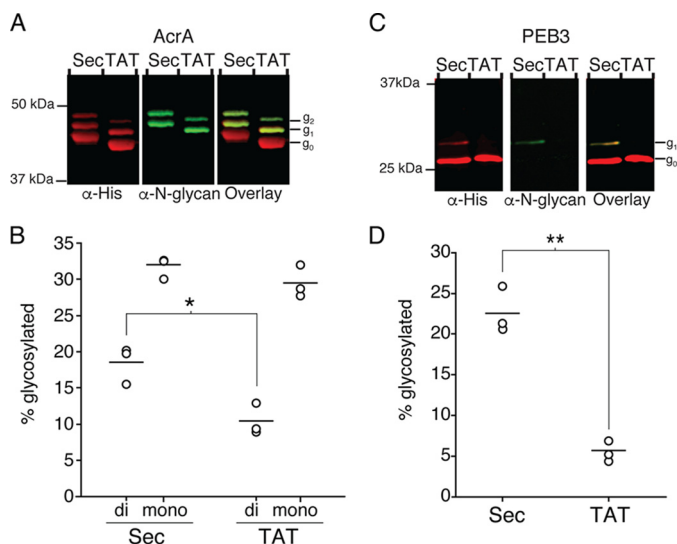 A
AcrA
Sec TAT Sec TAT Sec TAT
50 kDa
g2
g1
g0
37 kDa
α-His α-N-glycan Overlay
B
35
30
25
20
15
10
5
0
% glycosylated
*
di mono di mono
Sec TAT
C
PEB3
Sec TAT Sec TAT Sec TAT
37kDa
g1
g0
25 kDa
α-His α-N-glycan Overlay
D
30
25
20
15
10
5
0
% glycosylated
**
Sec TAT